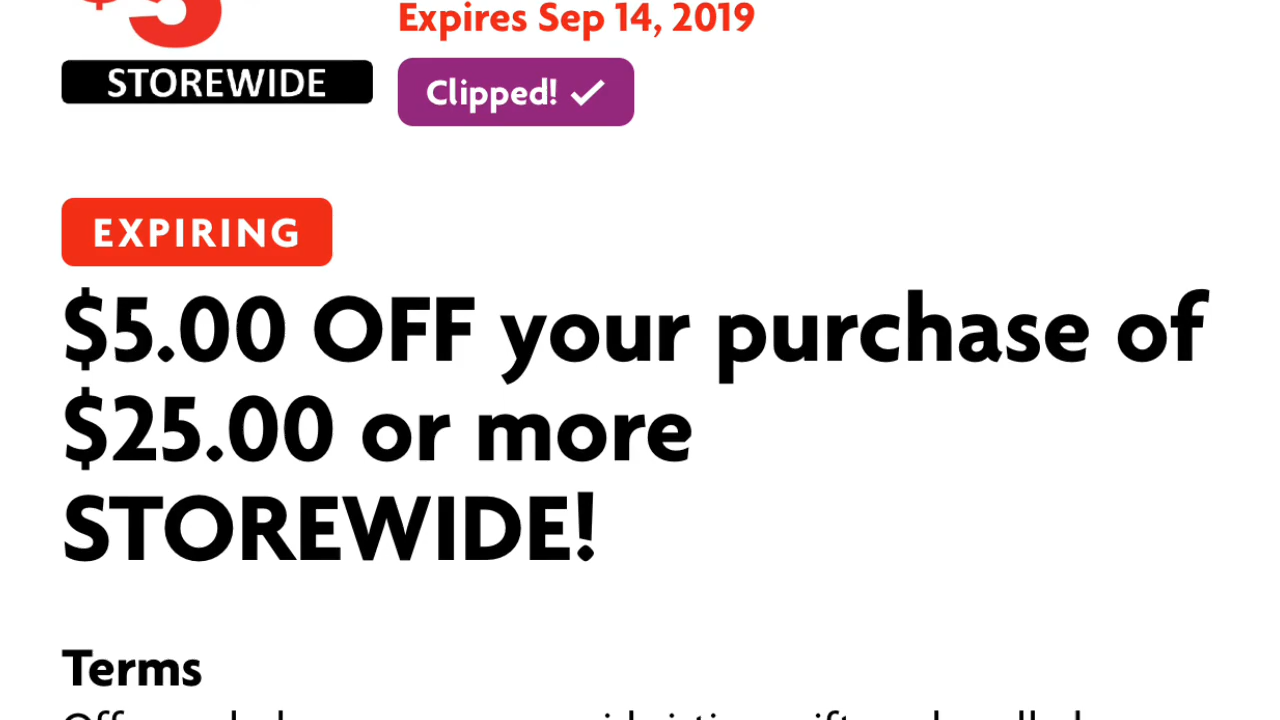 $5
Expires Sep 14, 2019
STOREWIDE
Clipped!
EXPIRING
$5.00 OFF your purchase of
$25.00 or more
STOREWIDE!
Terms